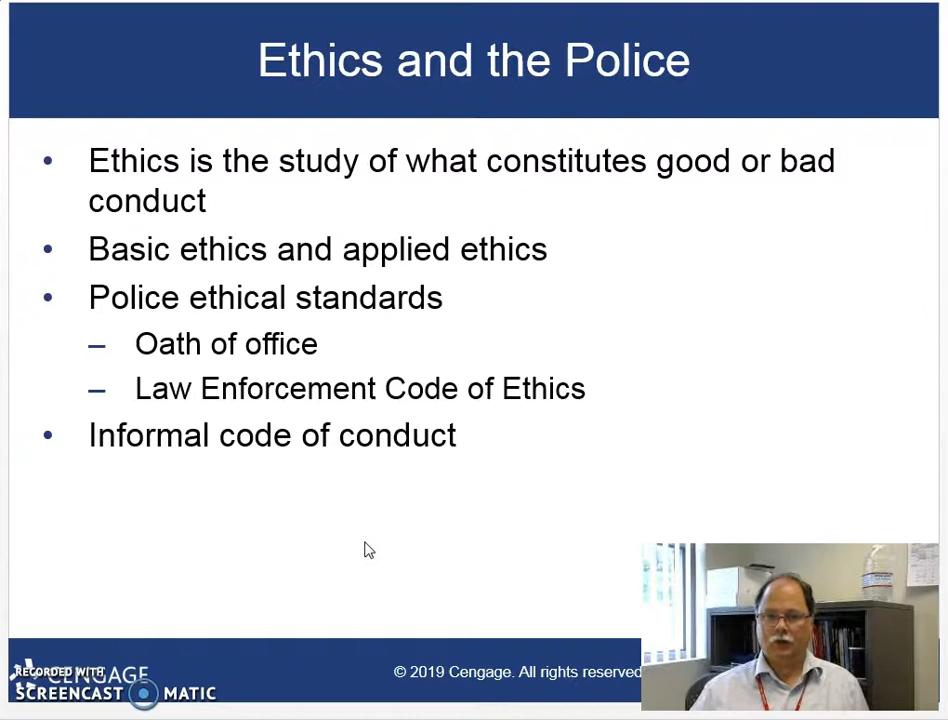 Ethics and the Police
• Ethics is the study of what constitutes good or bad
conduct
• Basic ethics and applied ethics
• Police ethical standards
– Oath of office
– Law Enforcement Code of Ethics
• Informal code of conduct
RECORDED WITH
CENGAGE
SCREENCAST MATIC
© 2019 Cengage. All rights reserved